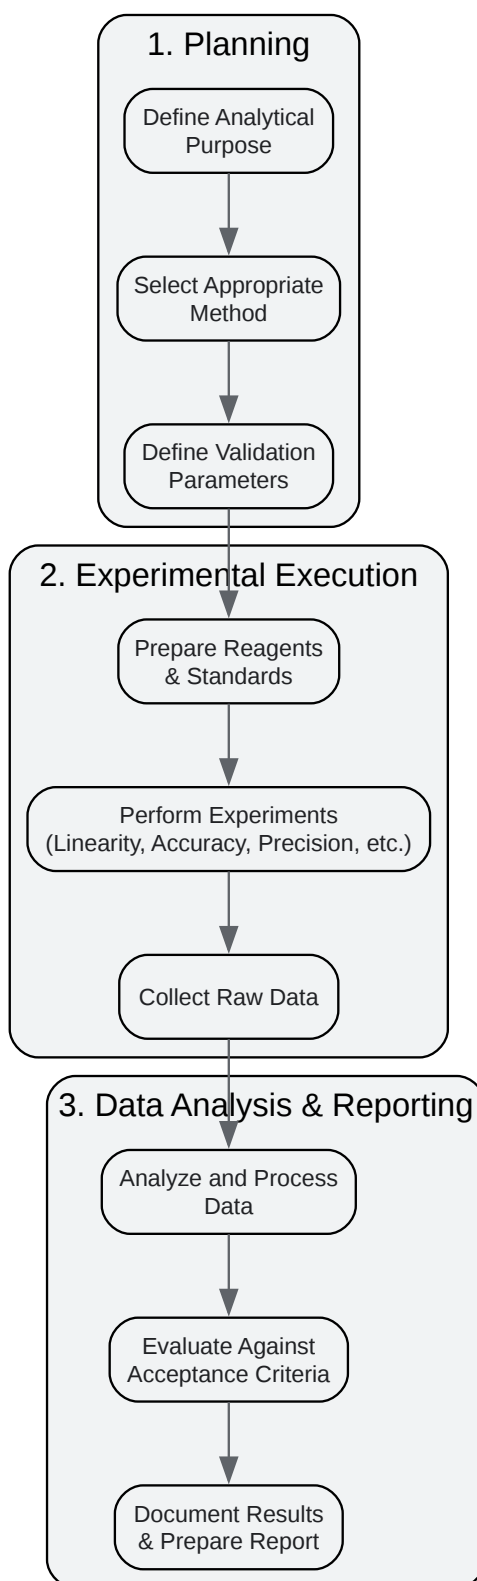 1. Planning
Define Analytical
Purpose
Select Appropriate
Method
Define Validation
Parameters
2. Experimental Execution
Prepare Reagents
& Standards
Perform Experiments
(Linearity, Accuracy, Precision, etc.)
Collect Raw Data
3. Data Analysis & Reporting
Analyze and Process
Data
Evaluate Against
Acceptance Criteria
Document Results
& Prepare Report